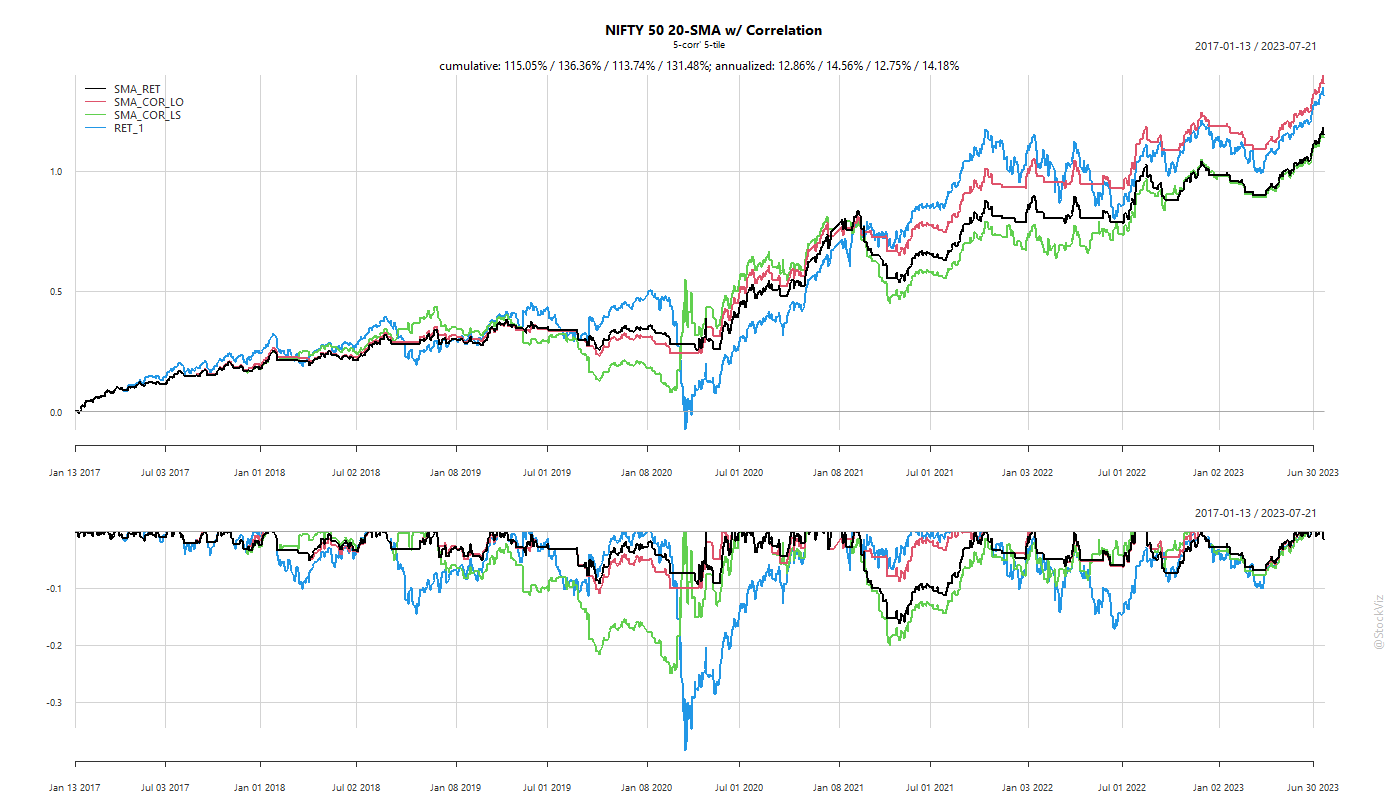 NIFTY 50 20-SMA w/ Correlation
5-corr' 5-tile
2017-01-13 / 2023-07-21
cumulative: 115.05% / 136.36% / 113.74% / 131.48%; annualized: 12.86% / 14.56% / 12.75% / 14.18%
SMA_RET
SMA_COR_LO
SMA_COR_LS
RET_1
1.0
0.5
0.0
Jan 13 2017 Jul 03 2017 Jan 01 2018 Jul 02 2018 Jan 08 2019 Jul 01 2019 Jan 08 2020 Jul 01 2020 Jan 08 2021 Jul 01 2021 Jan 03 2022 Jul 01 2022 Jan 02 2023 Jun 30 2023
2017-01-13 / 2023-07-21
-0.1
-0.2
-0.3
Jan 13 2017 Jul 03 2017 Jan 01 2018 Jul 02 2018 Jan 08 2019 Jul 01 2019 Jan 08 2020 Jul 01 2020 Jan 08 2021 Jul 01 2021 Jan 03 2022 Jul 01 2022 Jan 02 2023 Jun 30 2023
@StockViz